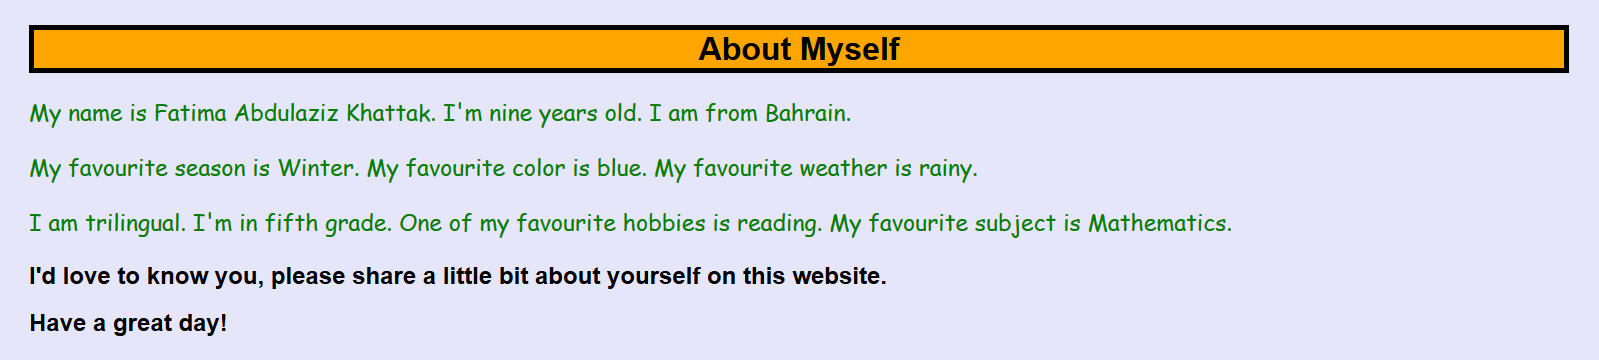 About Myself
My name is Fatima Abdulaziz Khattak. I'm nine years old. I am from Bahrain.
My favourite season is Winter. My favourite color is blue. My favourite weather is rainy.
I am trilingual. I'm in fifth grade. One of my favourite hobbies is reading. My favourite subject is Mathematics.
I'd love to know you, please share a little bit about yourself on this website.
Have a great day!